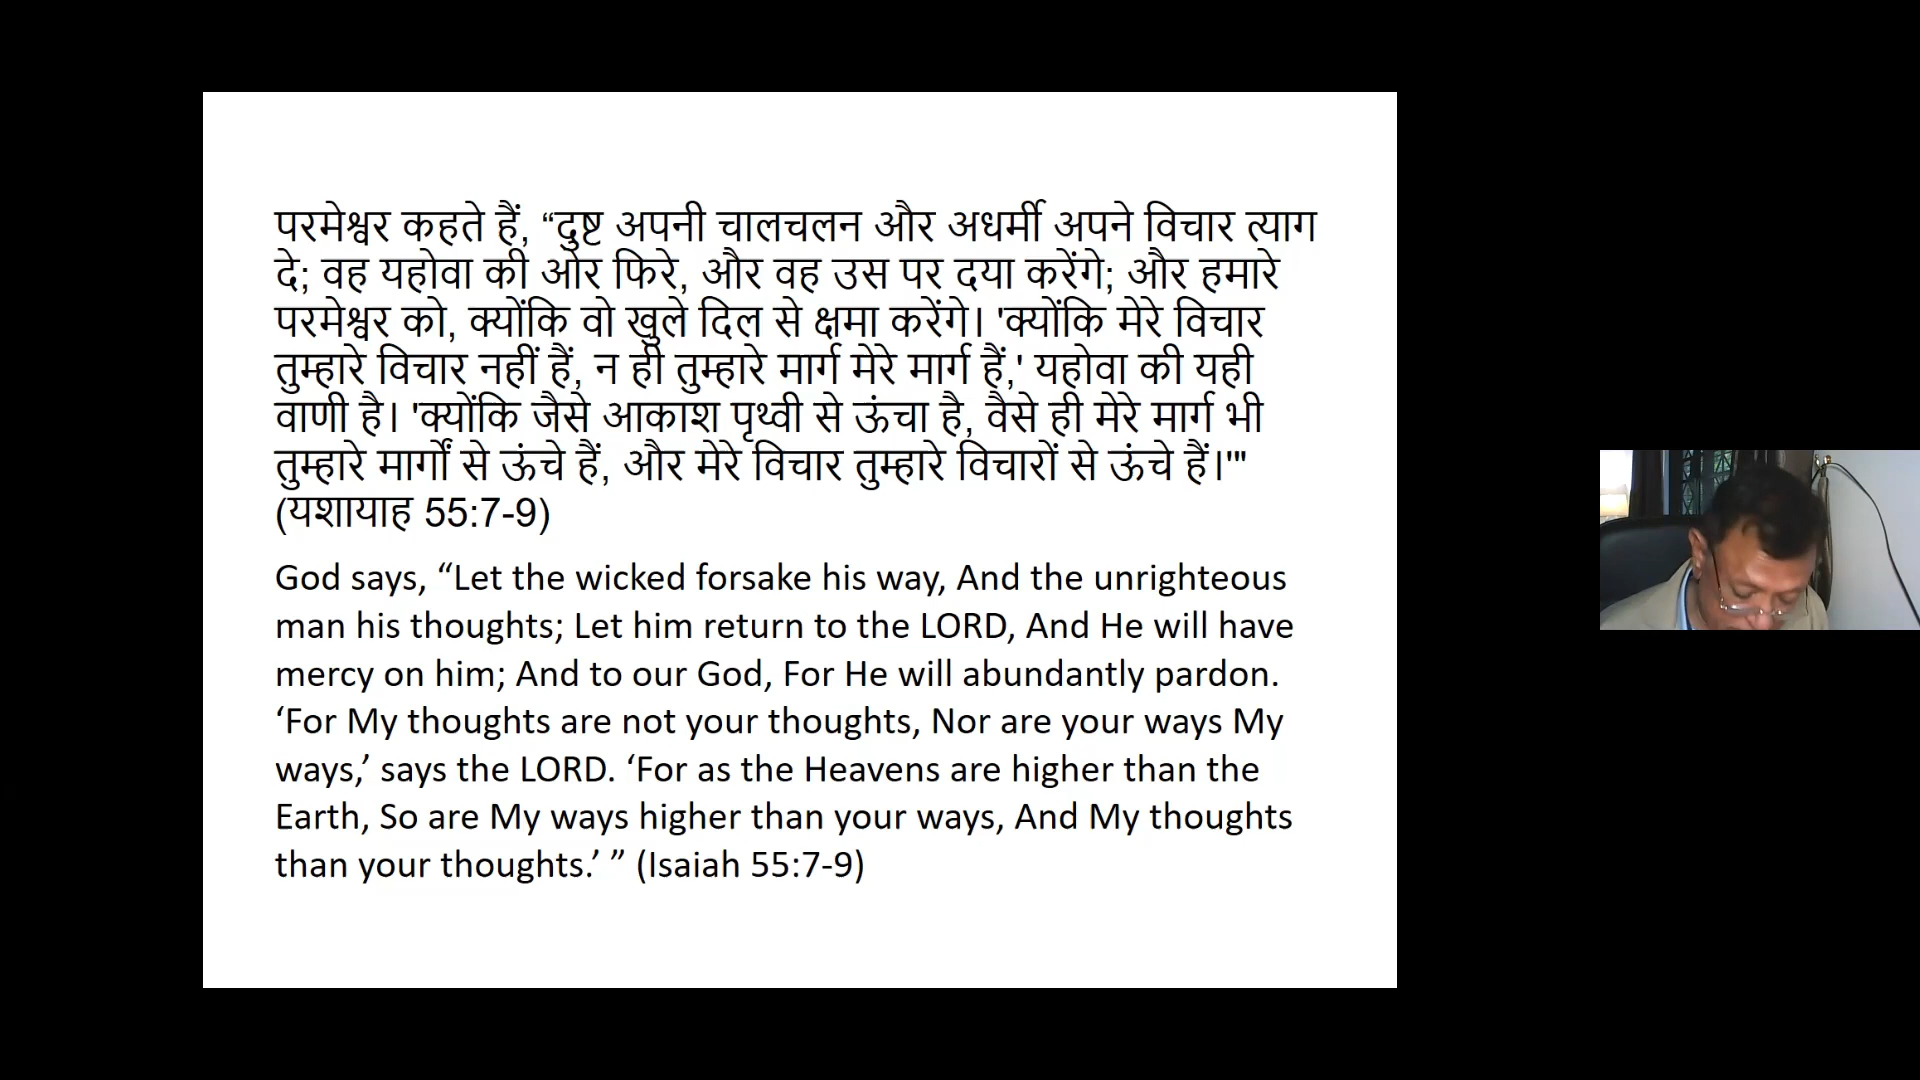 परमेश्वर कहते हैं, “दुष्ट अपनी चालचलन और अधर्मी अपने विचार त्याग
दे; वह यहोवा की ओर फिरे, और वह उस पर दया करेंगे; और हमारे
परमेश्वर को, क्योंकि वो खुले दिल से क्षमा करेंगे। 'क्योंकि मेरे विचार
तुम्हारे विचार नहीं हैं, न ही तुम्हारे मार्ग मेरे मार्ग हैं,' यहोवा की यही
वाणी है। 'क्योंकि जैसे आकाश पृथ्वी से ऊंचा है, वैसे ही मेरे मार्ग भी
तुम्हारे मार्गों से ऊंचे हैं, और मेरे विचार तुम्हारे विचारों से ऊंचे हैं।'"
(यशायाह 55:7-9)
God says, “Let the wicked forsake his way, And the unrighteous
man his thoughts; Let him return to the LORD, And He will have
mercy on him; And to our God, For He will abundantly pardon.
‘For My thoughts are not your thoughts, Nor are your ways My
ways,’ says the LORD. ‘For as the Heavens are higher than the
Earth, So are My ways higher than your ways, And My thoughts
than your thoughts.’ ” (Isaiah 55:7-9)